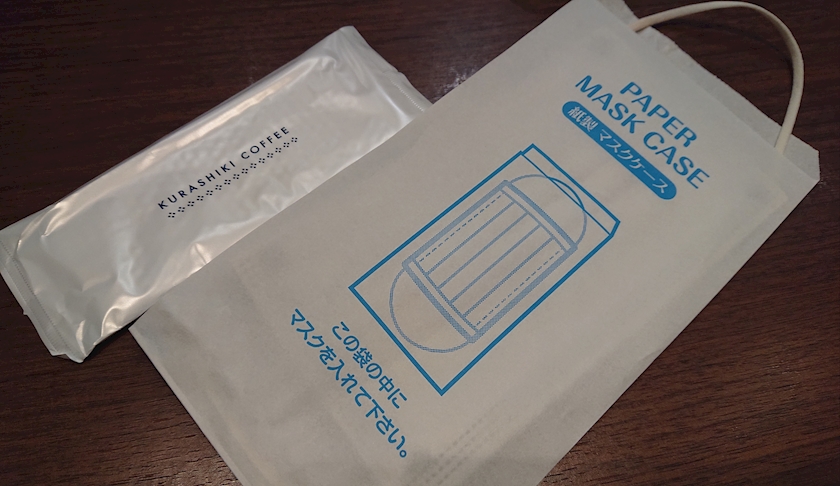 KURASHIKI COFFEE
PAPER
MASK CASE
紙製 マスクケース
この袋の中に
マスクを入れて下さい。